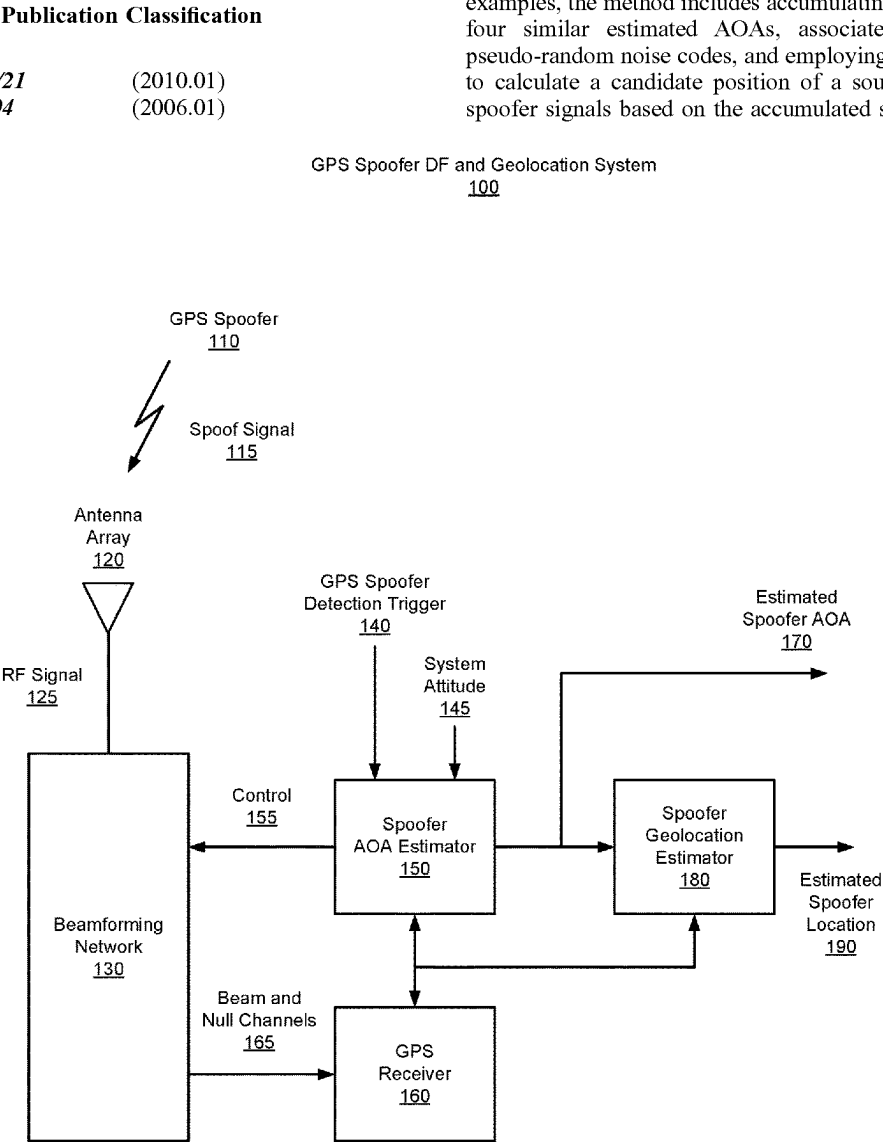 Publication Classification
/21 (2010.01)
04 (2006.01)
examples, the method includes accumulating
four similar estimated AOAs, associate
pseudo-random noise codes, and employing
to calculate a candidate position of a sou
spoofer signals based on the accumulated s
GPS Spoofer DF and Geolocation System
100
GPS Spoofer
110
Spoof Signal
115
Antenna
Array
120
RF Signal
125
GPS Spoofer
Detection Trigger
140
System
Attitude
145
Estimated
Spoofer AOA
170
Control
155
Spoofer
AOA Estimator
150
Spoofer
Geolocation
Estimator
180
Estimated
Spoofer
Location
190
Beamforming
Network
130
Beam and
Null Channels
165
GPS
Receiver
160